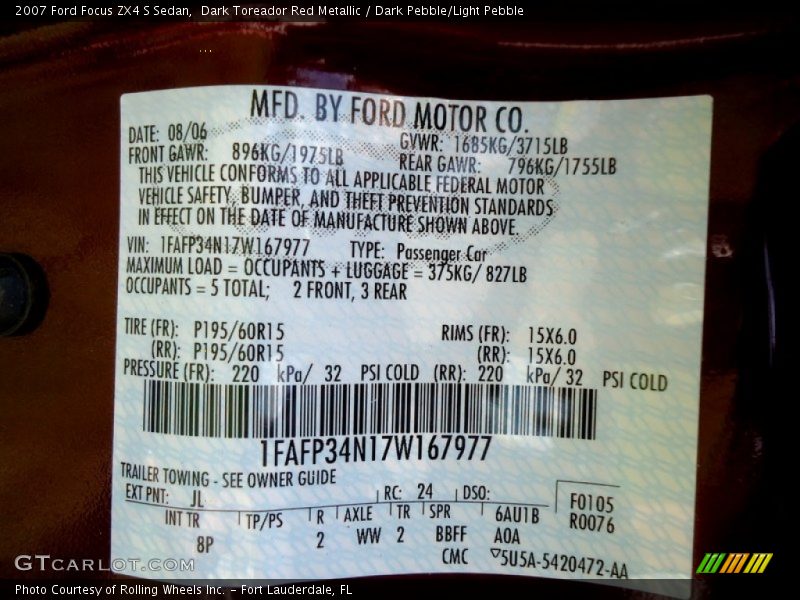 2007 Ford Focus ZX4 S Sedan,  Dark Toreador Red Metallic / Dark Pebble/Light Pebble
...
MFD. BY FORD MOTOR CO.
DATE: 08/06 GVWR: 1685KG/3715LB
FRONT GAWR: 896KG/1975LB REAR GAWR: 796KG/1755LB
THIS VEHICLE CONFORMS TO ALL APPLICABLE FEDERAL MOTOR
VEHICLE SAFETY, BUMPER, AND THEFT PREVENTION STANDARDS
IN EFFECT ON THE DATE OF MANUFACTURE SHOWN ABOVE.
VIN: 1FAFP34N17W167977 TYPE: Passenger Car
MAXIMUM LOAD = OCCUPANTS + LUGGAGE = 375KG/ 827LB
OCCUPANTS = 5 TOTAL; 2 FRONT, 3 REAR
TIRE (FR): P195/60R15 RIMS (FR): 15X6.0
(RR): P195/60R15 (RR): 15X6.0
PRESSURE (FR): 220 kPa/ 32 PSI COLD (RR): 220 kPa/ 32 PSI COLD
1FAFP34N17W167977
TRAILER TOWING - SEE OWNER GUIDE
EXT PNT: JL RC: 24 DSO: F0105
INT TR TP/PS R AXLE TR SPR 6AU1B R0076
8P 2 WW 2 BBFF A0A
CMC ▽5U5A-5420472-AA
GTCARLOT.COM
Photo Courtesy of Rolling Wheels Inc. – Fort Lauderdale, FL